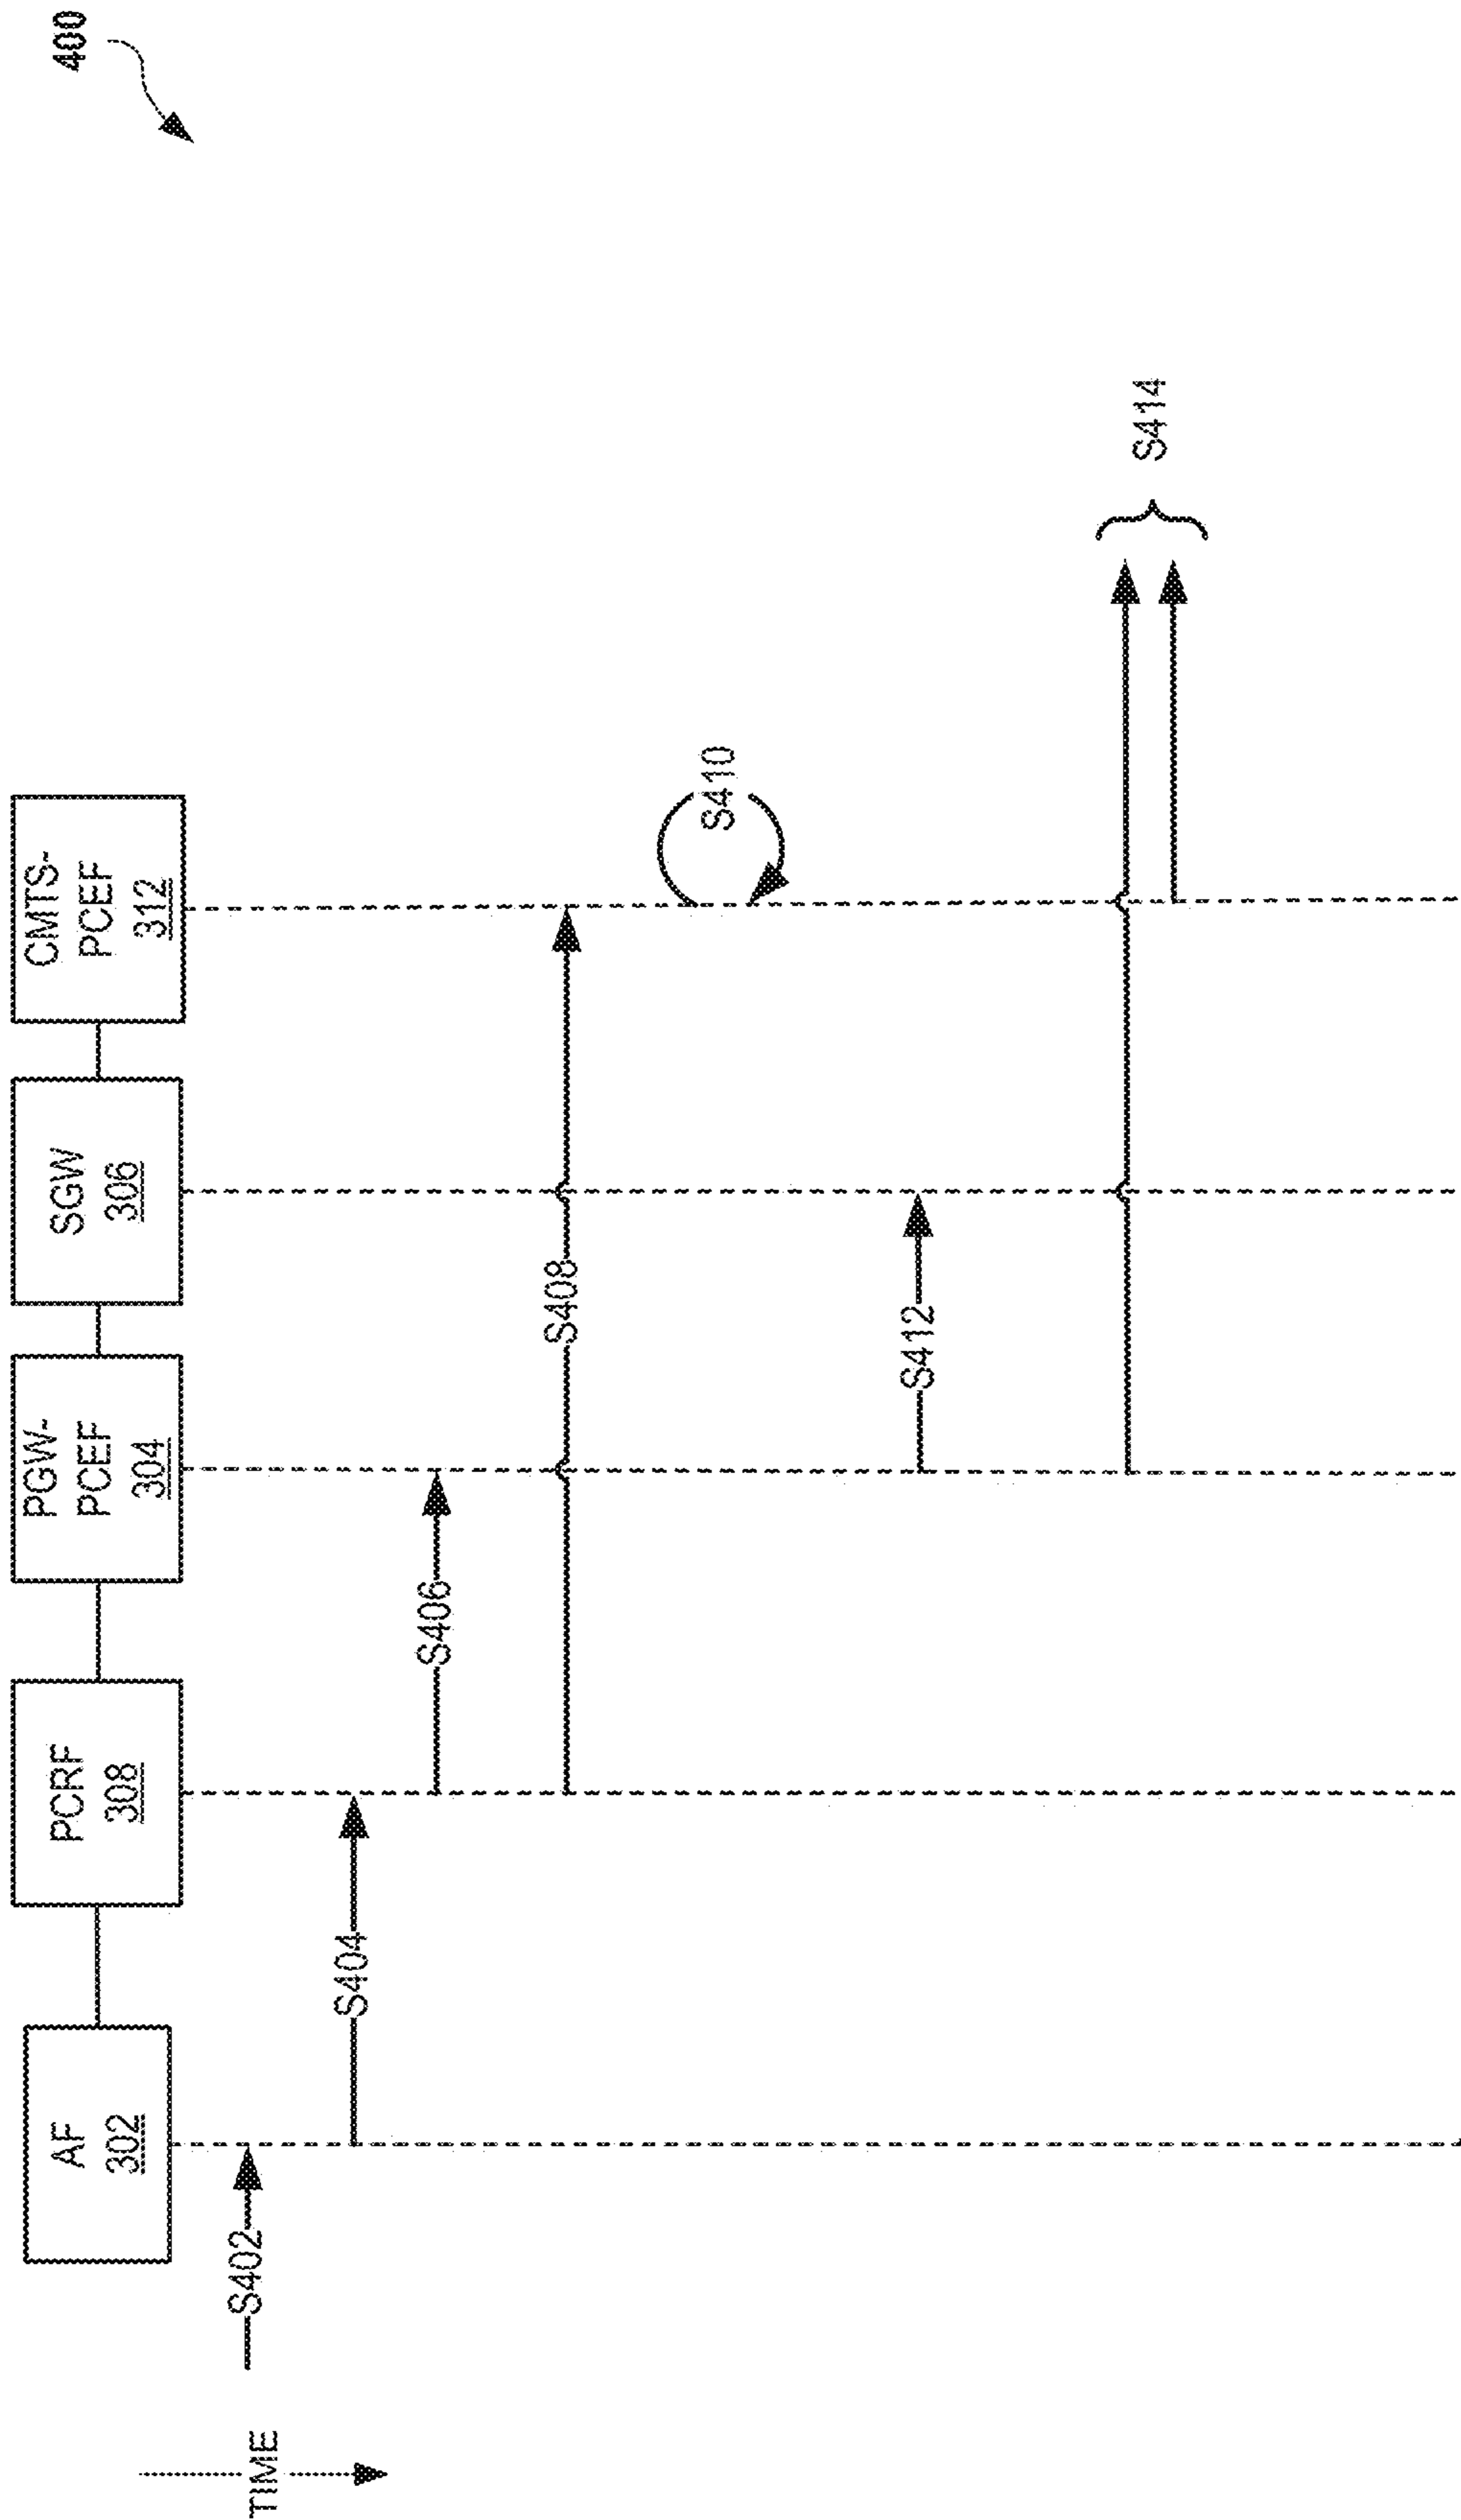 400
AF
302
PCRF
308
PGW-
PCEF
304
SGW
306
CMTS-
PCEF
312
TIME
S402
S404
S406
S408
S410
S412
S414